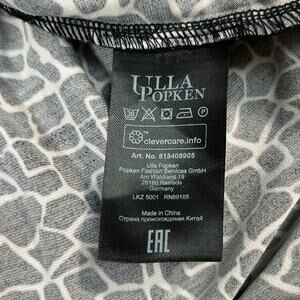 ULLA
POPKEN
30
P
clevercare.info
Art. No. 818408905
Ulla Popken
Popken Fashion Services GmbH
Am Waldrand 19
26180 Rastede
Germany
LKZ 5001 RN89185
Made in China
Страна происхождения Китай
EAC